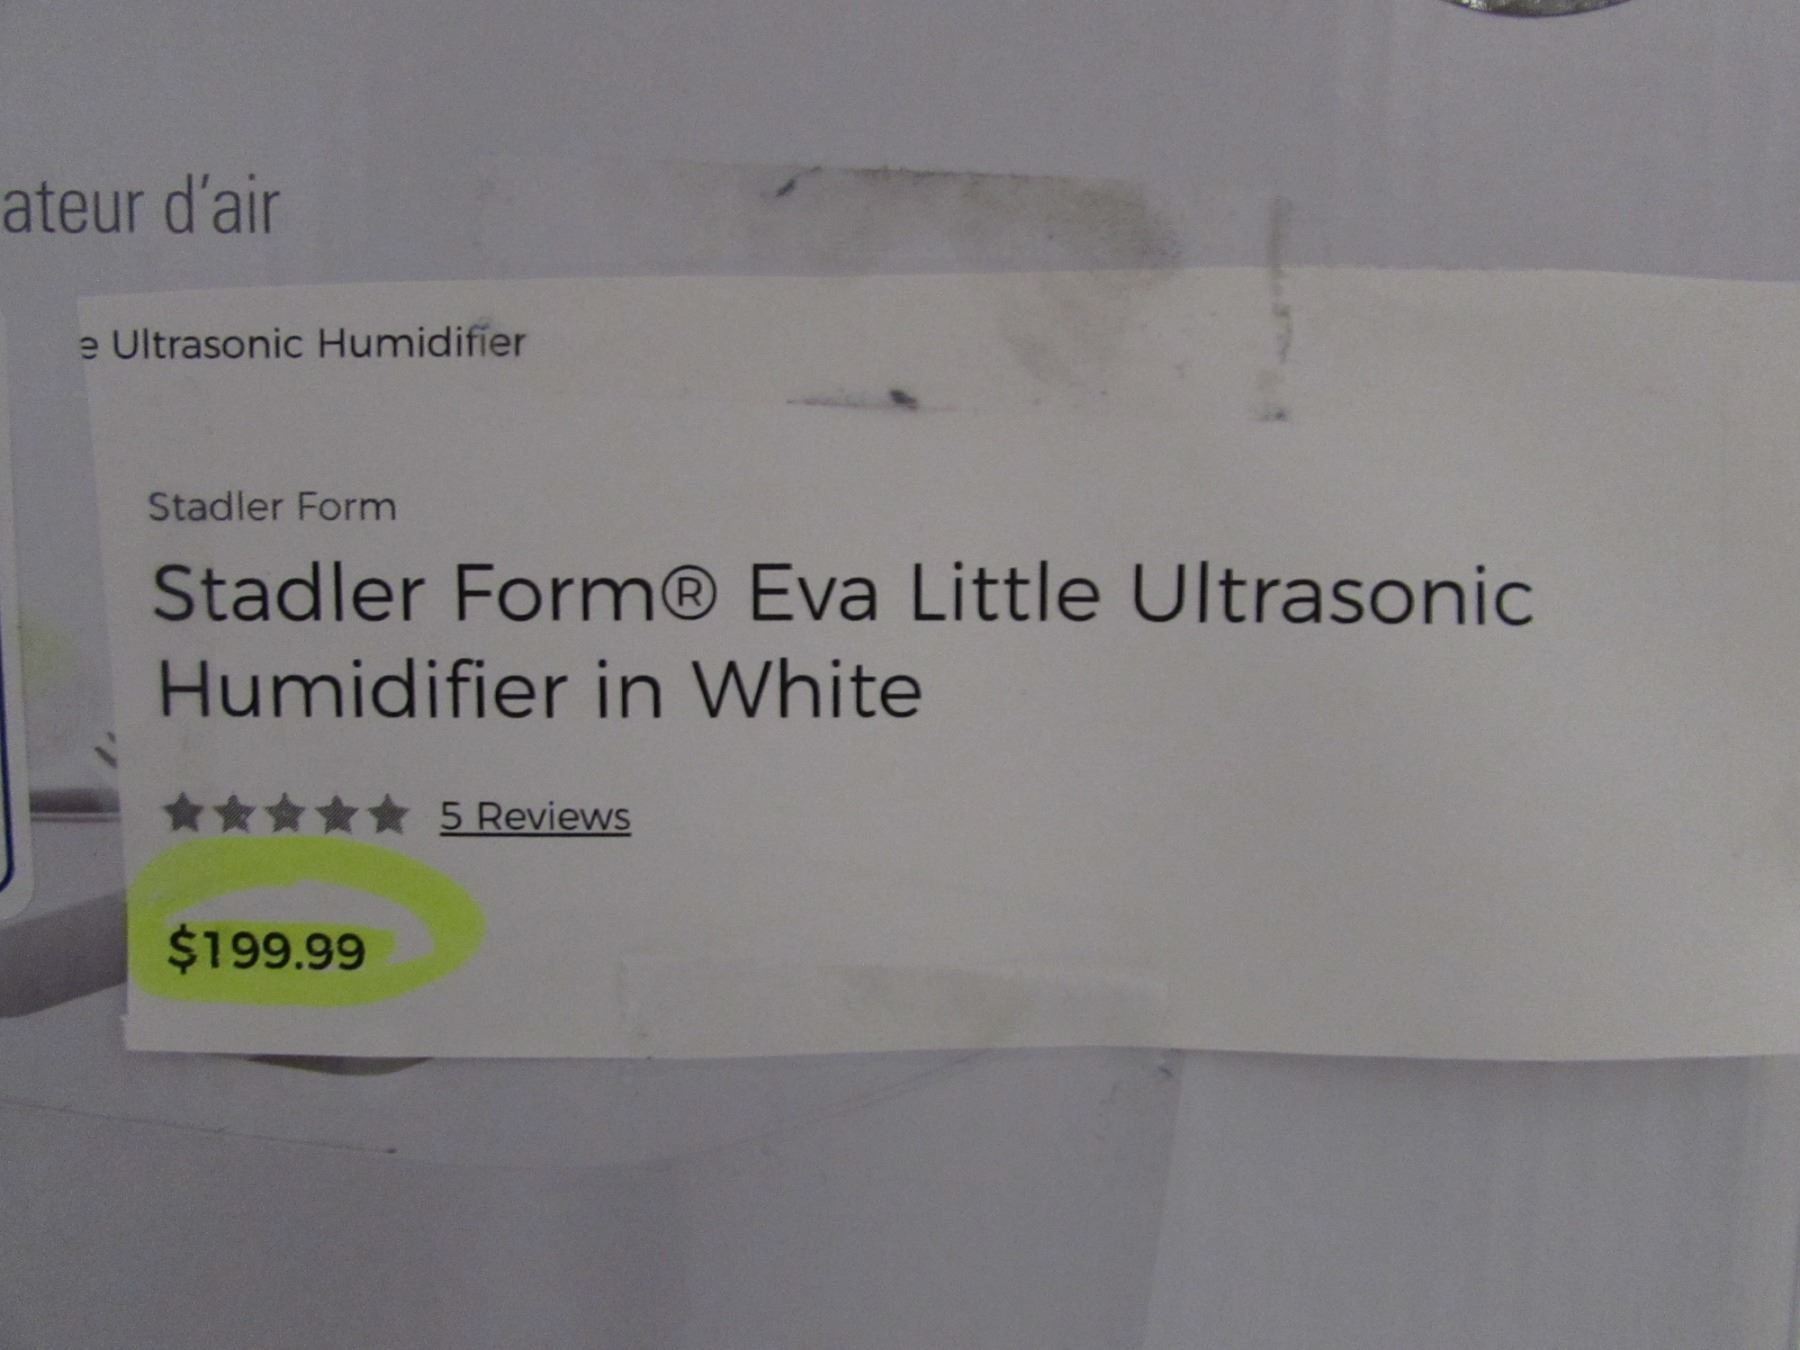 ateur d'air
e Ultrasonic Humidifier
Stadler Form
Stadler Form® Eva Little Ultrasonic
Humidifier in White
5 Reviews
$199.99